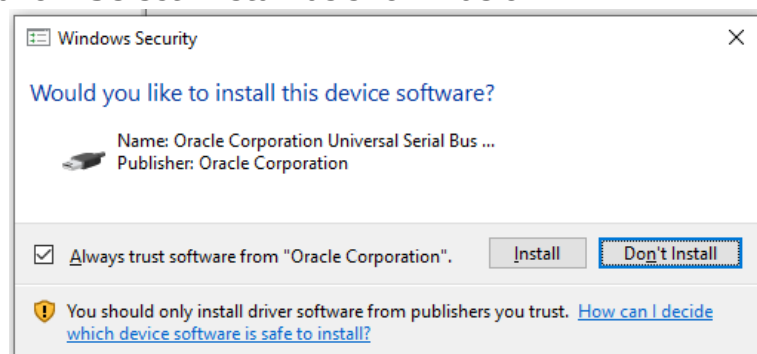 Windows Security
Would you like to install this device software?
Name: Oracle Corporation Universal Serial Bus ...
Publisher: Oracle Corporation
Always trust software from "Oracle Corporation".
Install
Don't Install
You should only install driver software from publishers you trust. How can I decide
which device software is safe to install?